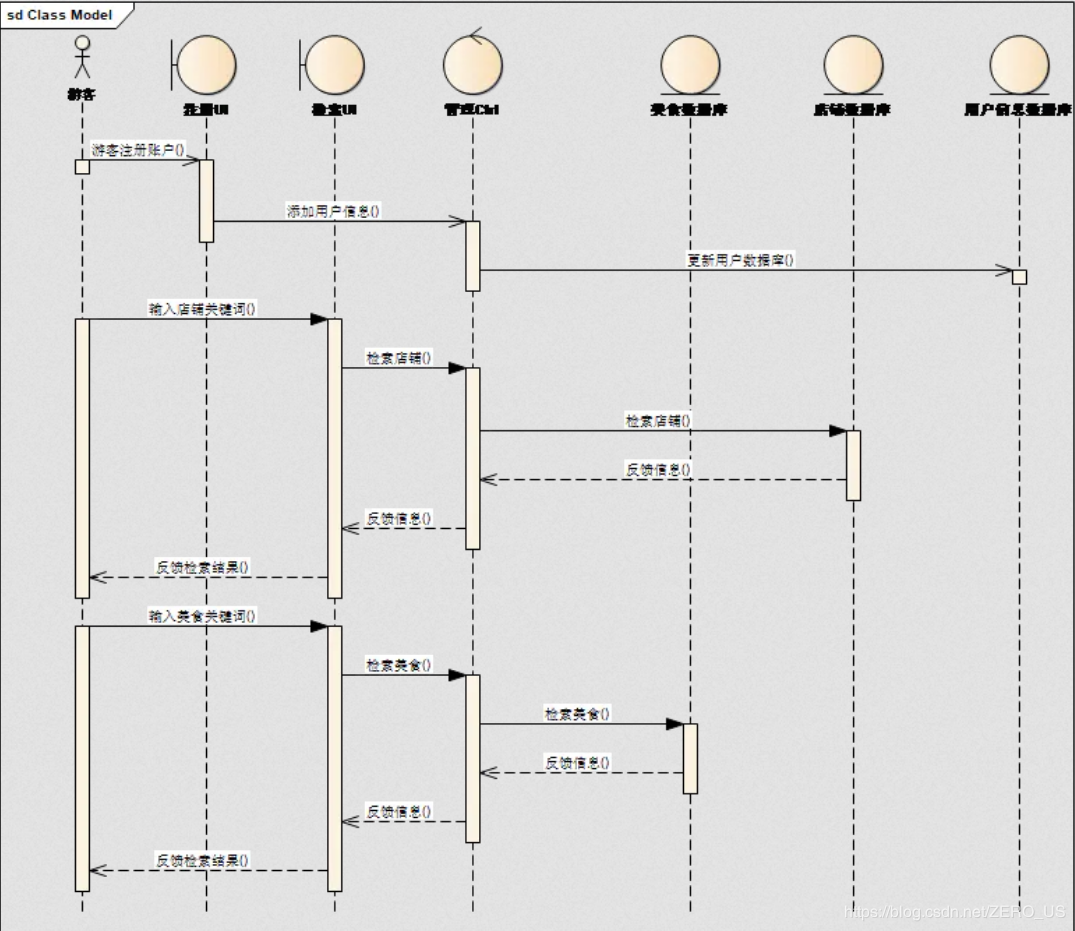 sd Class Model
游客
注册UI
检索UI
管理Ctrl
美食数据库
店铺数据库
用户信息数据库
游客注册账户()
添加用户信息()
更新用户数据库()
输入店铺关键词()
检索店铺()
检索店铺()
反馈信息()
反馈信息()
反馈检索结果()
输入美食关键词()
检索美食()
检索美食()
反馈信息()
反馈信息()
反馈检索结果()
https://blog.csdn.net/ZERO_US